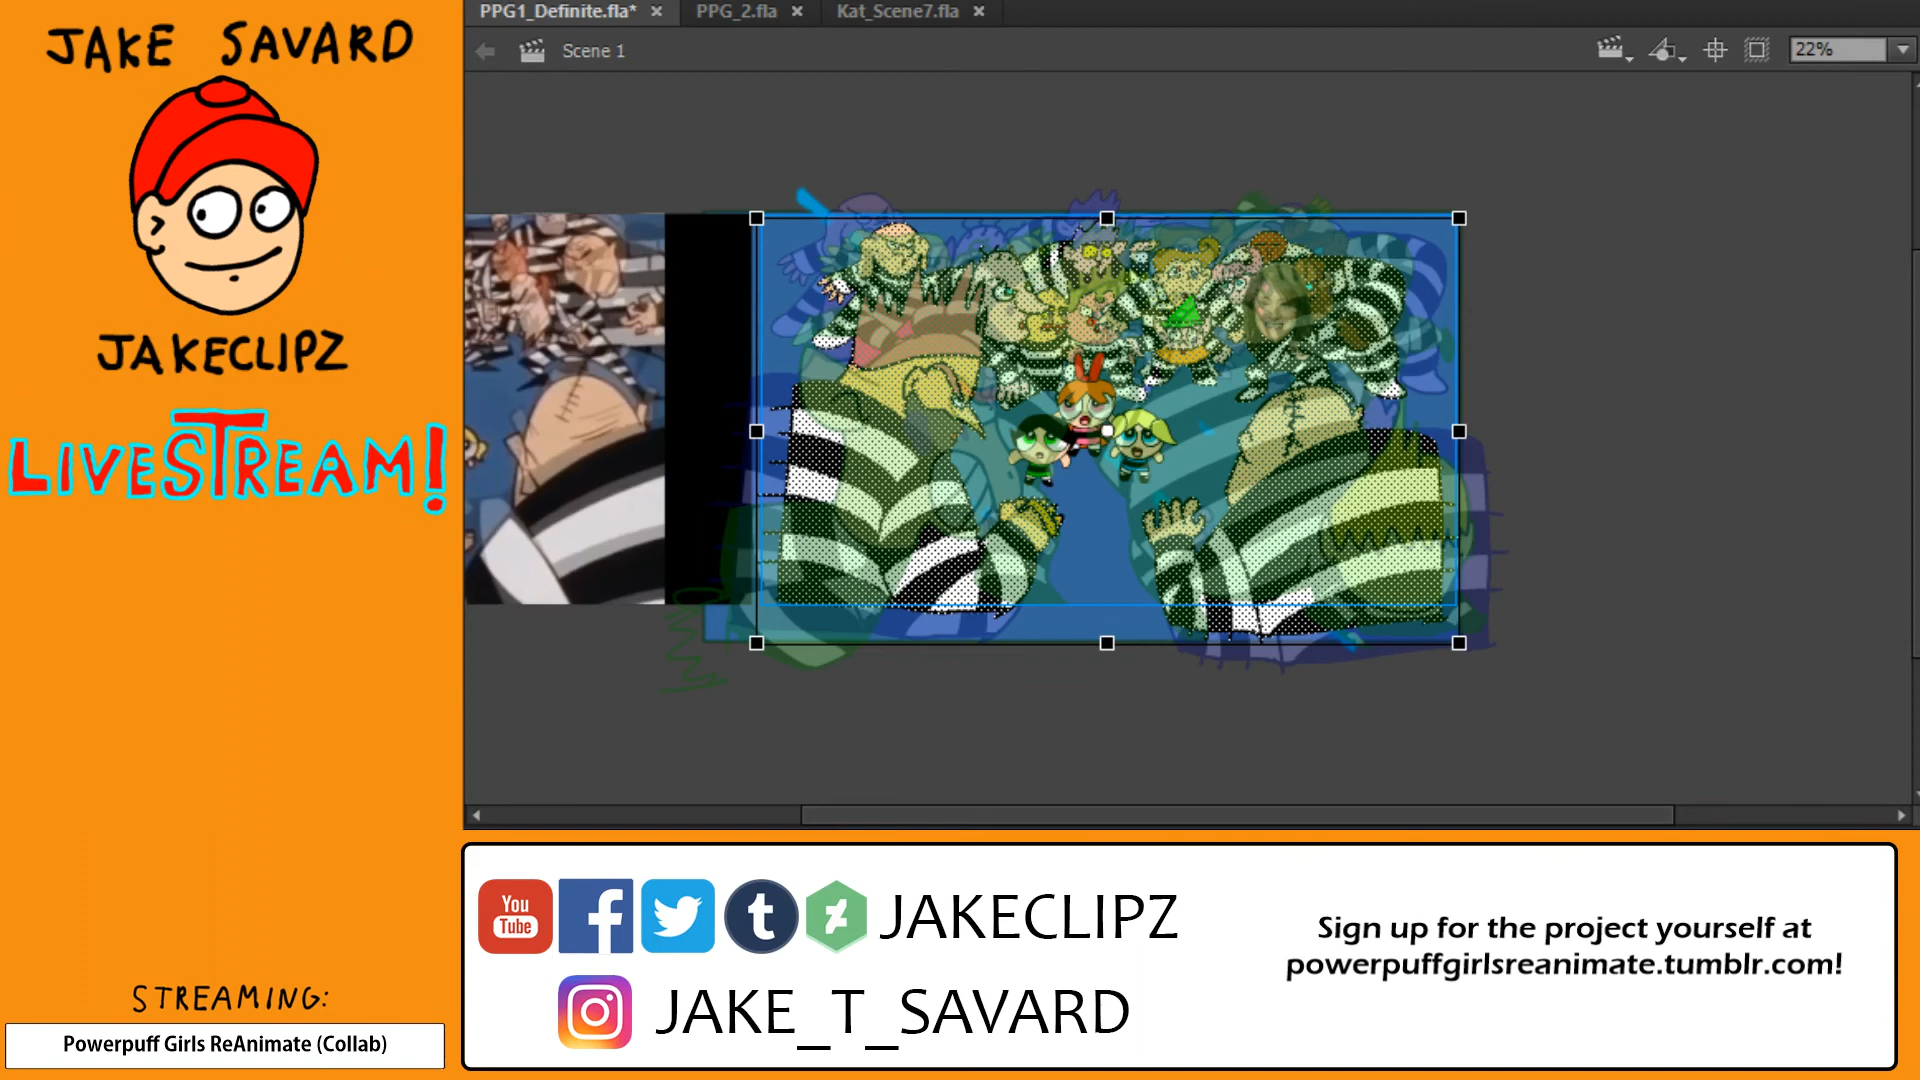 JAKE SAVARD
JAKECLIPZ
LIVESTREAM!
STREAMING:
Powerpuff Girls ReAnimate (Collab)
PPG1_Definite.fla*
PPG_2.fla
Kat_Scene7.fla
Scene 1
22%
You
Tube
JAKECLIPZ
JAKE_T_SAVARD
Sign up for the project yourself at
powerpuffgirlsreanimate.tumblr.com!